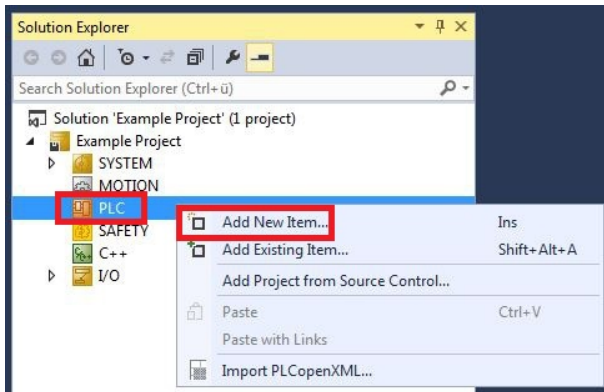 Solution Explorer
Search Solution Explorer (Ctrl+ü)
Solution 'Example Project' (1 project)
Example Project
SYSTEM
MOTION
PLC
SAFETY
C++
I/O
Add New Item... Ins
Add Existing Item... Shift+Alt+A
Add Project from Source Control...
Paste Ctrl+V
Paste with Links
Import PLCopenXML...